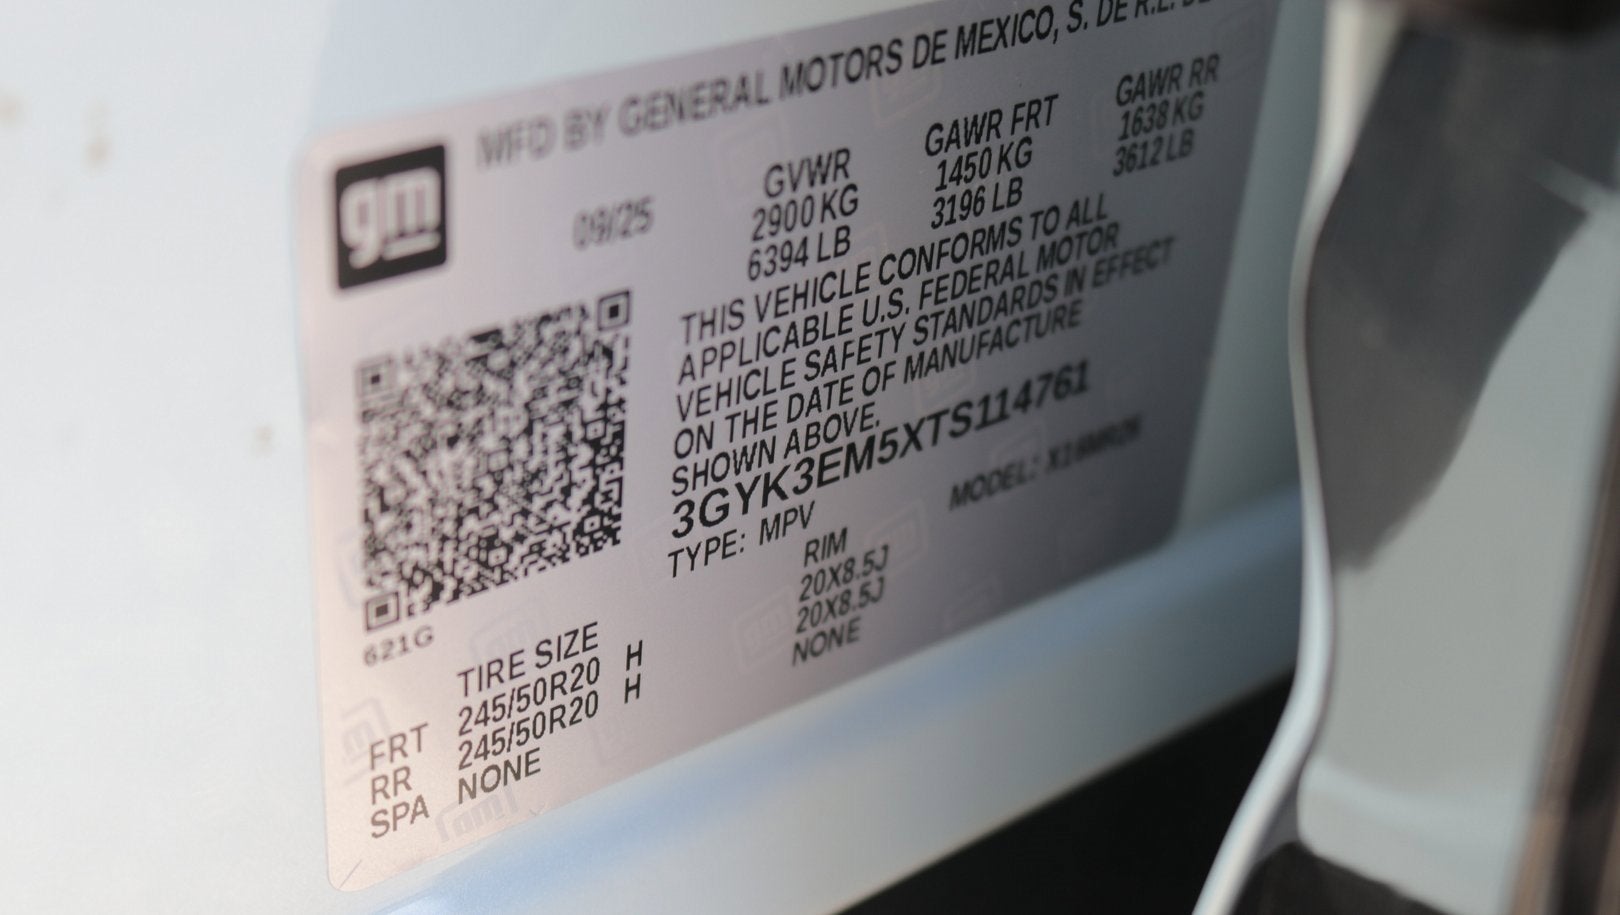 MFD BY GENERAL MOTORS DE MEXICO, S. DE R.L. DE
gm
09/25
GVWR
2900 KG
6394 LB
GAWR FRT
1450 KG
3196 LB
GAWR RR
1638 KG
3612 LB
THIS VEHICLE CONFORMS TO ALL
APPLICABLE U.S. FEDERAL MOTOR
VEHICLE SAFETY STANDARDS IN EFFECT
ON THE DATE OF MANUFACTURE
SHOWN ABOVE.
3GYK3EM5XTS114761
TYPE: MPV
MODEL:
621G
TIRE SIZE
RIM
FRT 245/50R20 H 20X8.5J
RR 245/50R20 H 20X8.5J
SPA NONE NONE